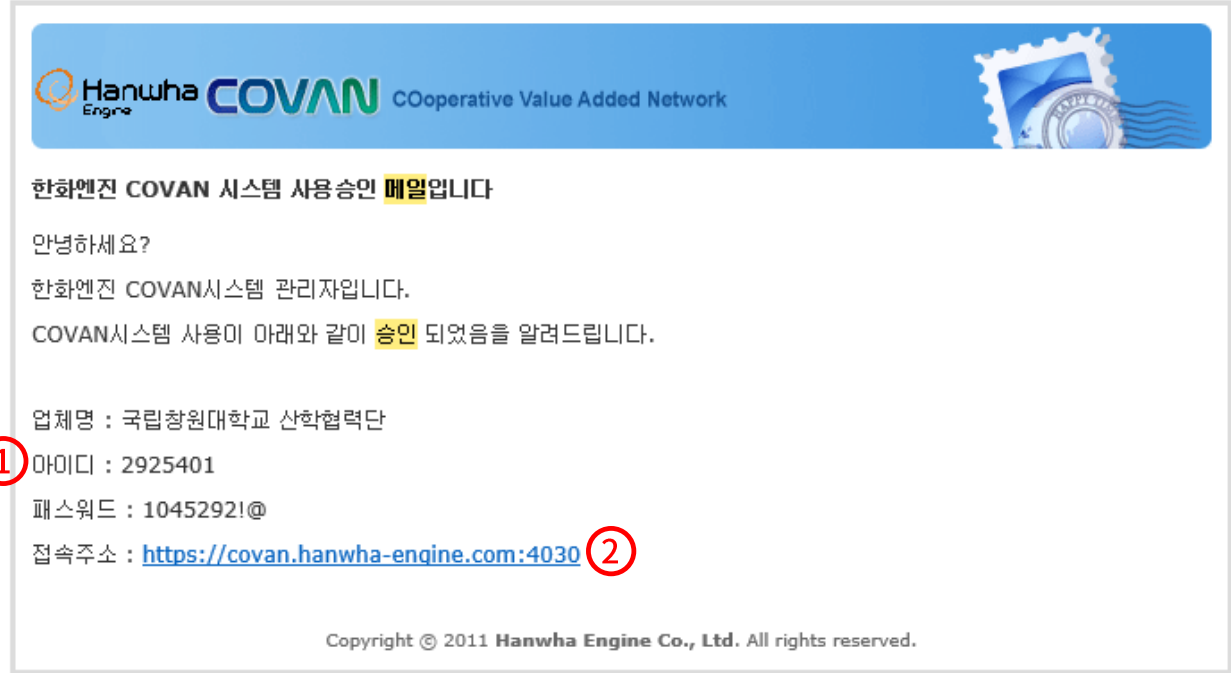 Hanwha Engine COVAN COoperative Value Added Network
HAPPY TIME
한화엔진 COVAN 시스템 사용승인 메일입니다
안녕하세요?
한화엔진 COVAN시스템 관리자입니다.
COVAN시스템 사용이 아래와 같이 승인 되었음을 알려드립니다.
업체명 : 국립창원대학교 산학협력단
① 아이디 : 2925401
패스워드 : 1045292!@
접속주소 : https://covan.hanwha-engine.com:4030 ②
Copyright © 2011 Hanwha Engine Co., Ltd. All rights reserved.